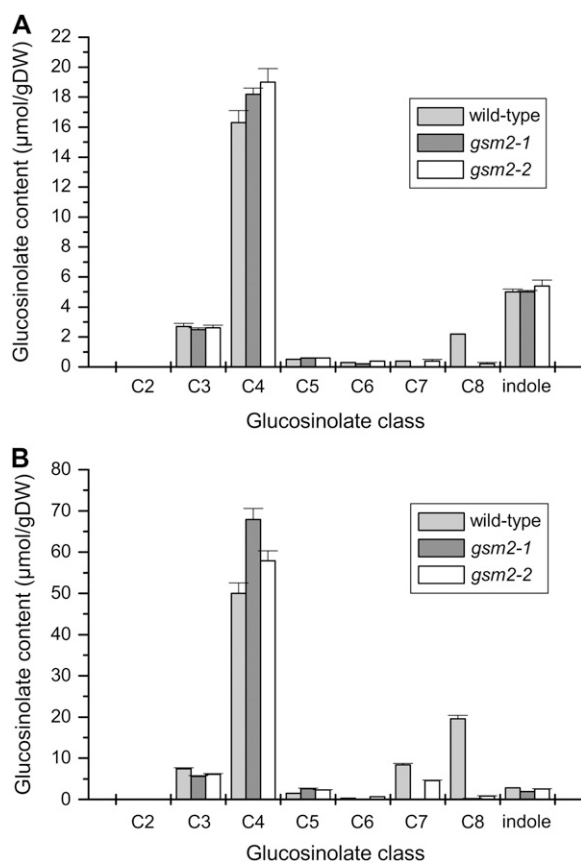 A
Glucosinolate content (µmol/gDW)
22
20
18
16
14
12
10
8
6
4
2
0
wild-type
gsm2-1
gsm2-2
C2 C3 C4 C5 C6 C7 C8 indole
Glucosinolate class
B
Glucosinolate content (µmol/gDW)
80
70
60
50
40
30
20
10
0
wild-type
gsm2-1
gsm2-2
C2 C3 C4 C5 C6 C7 C8 indole
Glucosinolate class